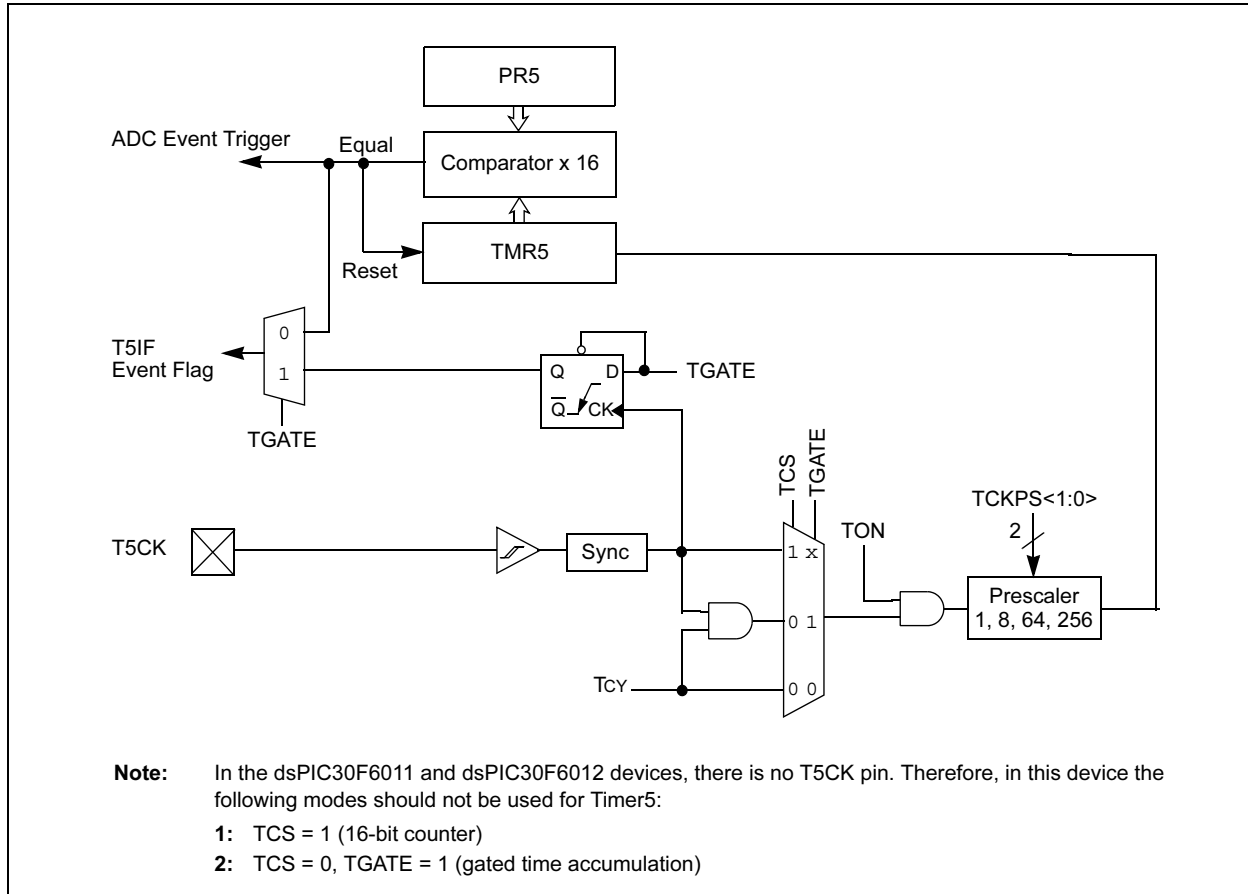 PR5
ADC Event Trigger
Equal
Comparator x 16
TMR5
Reset
0
T5IF
Event Flag
1
TGATE
Q D
Q CK
TGATE
TCS
TGATE
TCKPS<1:0>
2
TON
T5CK
Sync
1 x
Prescaler
1, 8, 64, 256
0 1
TCY
0 0
Note: In the dsPIC30F6011 and dsPIC30F6012 devices, there is no T5CK pin. Therefore, in this device the
following modes should not be used for Timer5:
1: TCS = 1 (16-bit counter)
2: TCS = 0, TGATE = 1 (gated time accumulation)